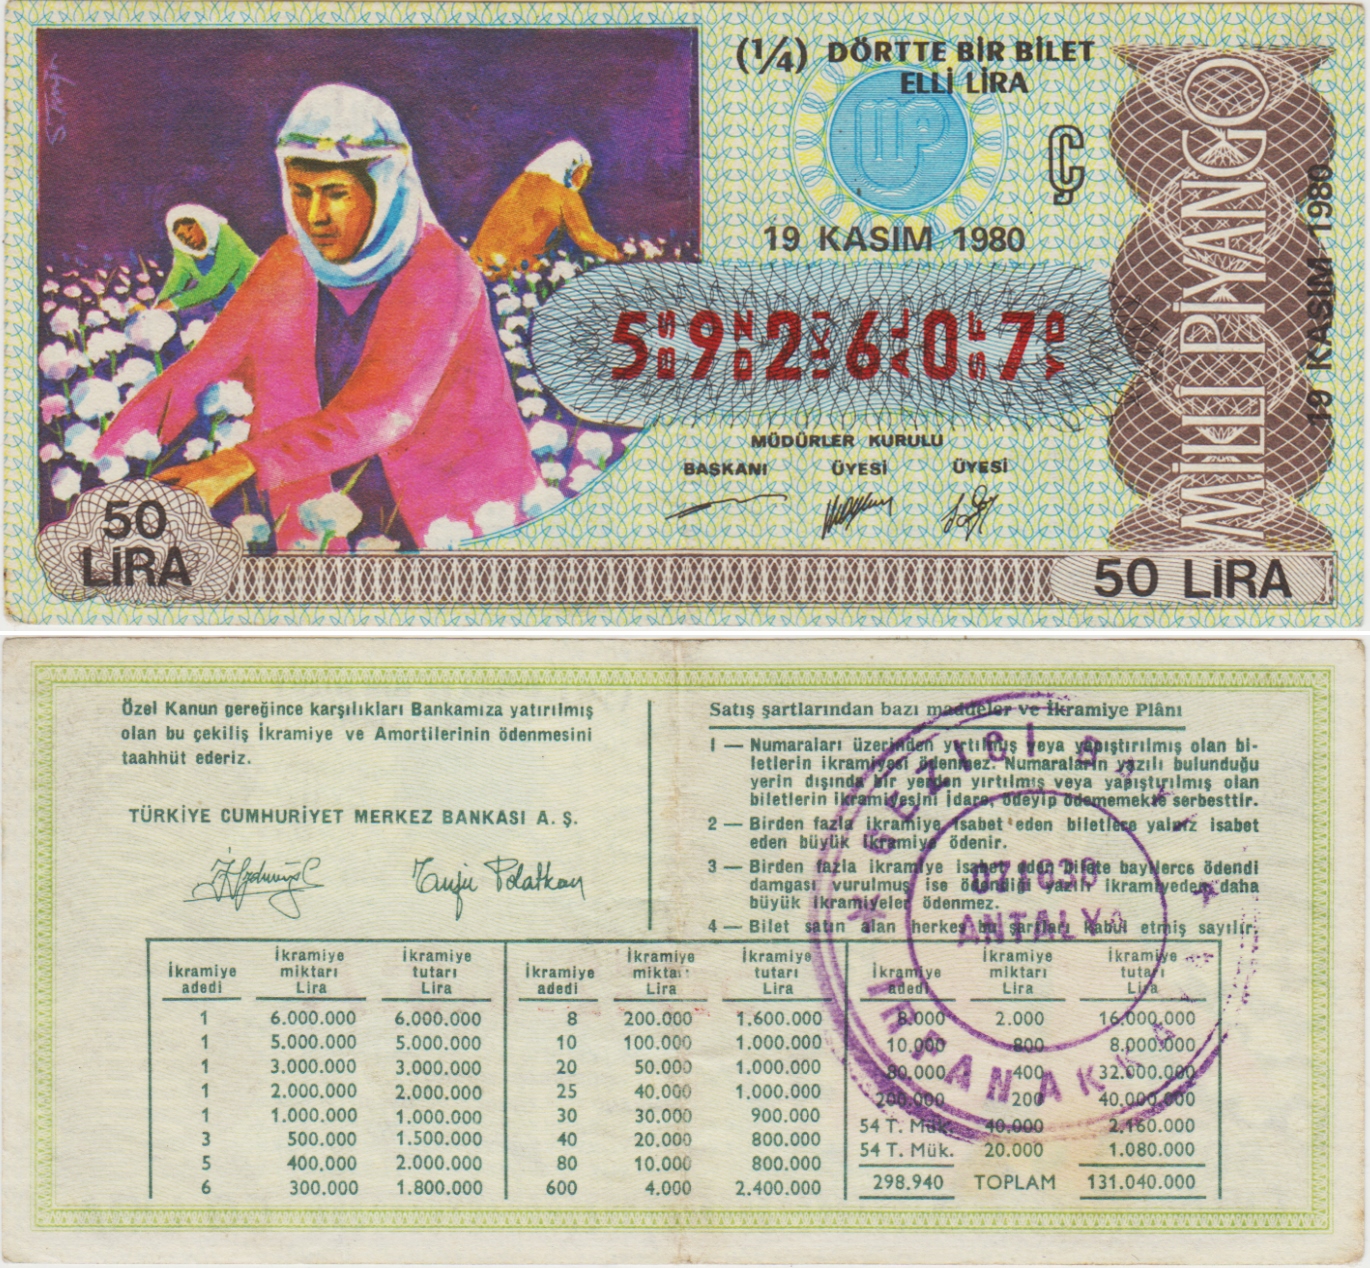 (1/4) DÖRTTE BİR BİLET
ELLİ LİRA
Ç
19 KASIM 1980
5 9 2 6 0 7
MÜDÜRLER KURULU
BAŞKANI ÜYESİ ÜYESİ
MİLLİ PİYANGO
19 KASIM 1980
50
LİRA
50 LİRA
Özel Kanun gereğince karşılıkları Bankamıza yatırılmış
olan bu çekiliş İkramiye ve Amortilerinin ödenmesini
taahhüt ederiz.
TÜRKİYE CUMHURİYET MERKEZ BANKASI A. Ş.
Satış şartlarından bazı maddeler ve İkramiye Plânı
1 — Numaraları üzerinden yırtılmış veya yapıştırılmış olan bi-
letlerin ikramiyesi ödenmez. Numaraların yazılı bulunduğu
yerin dışında bir yerden yırtılmış veya yapıştırılmış olan
biletlerin ikramiyesini İdare, ödeyip ödememekte serbesttir.
2 — Birden fazla ikramiye isabet eden biletlere yalnız isabet
eden büyük ikramiye ödenir.
3 — Birden fazla ikramiye isabet eden bilete baylerce ödendi
damgası vurulmuş ise ödendiği yazılı ikramiyeden daha
büyük ikramiyeler ödenmez.
4 — Bilet satın alan herkes bu şartları kabul etmiş sayılır.
GEZİCİ
071030
ANTALYA
İkramiye adedi İkramiye miktarı Lira İkramiye tutarı Lira İkramiye adedi İkramiye miktarı Lira İkramiye tutarı Lira İkramiye adedi İkramiye miktarı Lira İkramiye tutarı Lira
1 6.000.000 6.000.000 8 200.000 1.600.000 8.000 2.000 16.000.000
1 5.000.000 5.000.000 10 100.000 1.000.000 10.000 800 8.000.000
1 3.000.000 3.000.000 20 50.000 1.000.000 80.000 400 32.000.000
1 2.000.000 2.000.000 25 40.000 1.000.000 200.000 200 40.000.000
1 1.000.000 1.000.000 30 30.000 900.000 54 T. Mük. 40.000 2.160.000
3 500.000 1.500.000 40 20.000 800.000 54 T. Mük. 20.000 1.080.000
5 400.000 2.000.000 80 10.000 800.000 298.940 TOPLAM 131.040.000
6 300.000 1.800.000 600 4.000 2.400.000